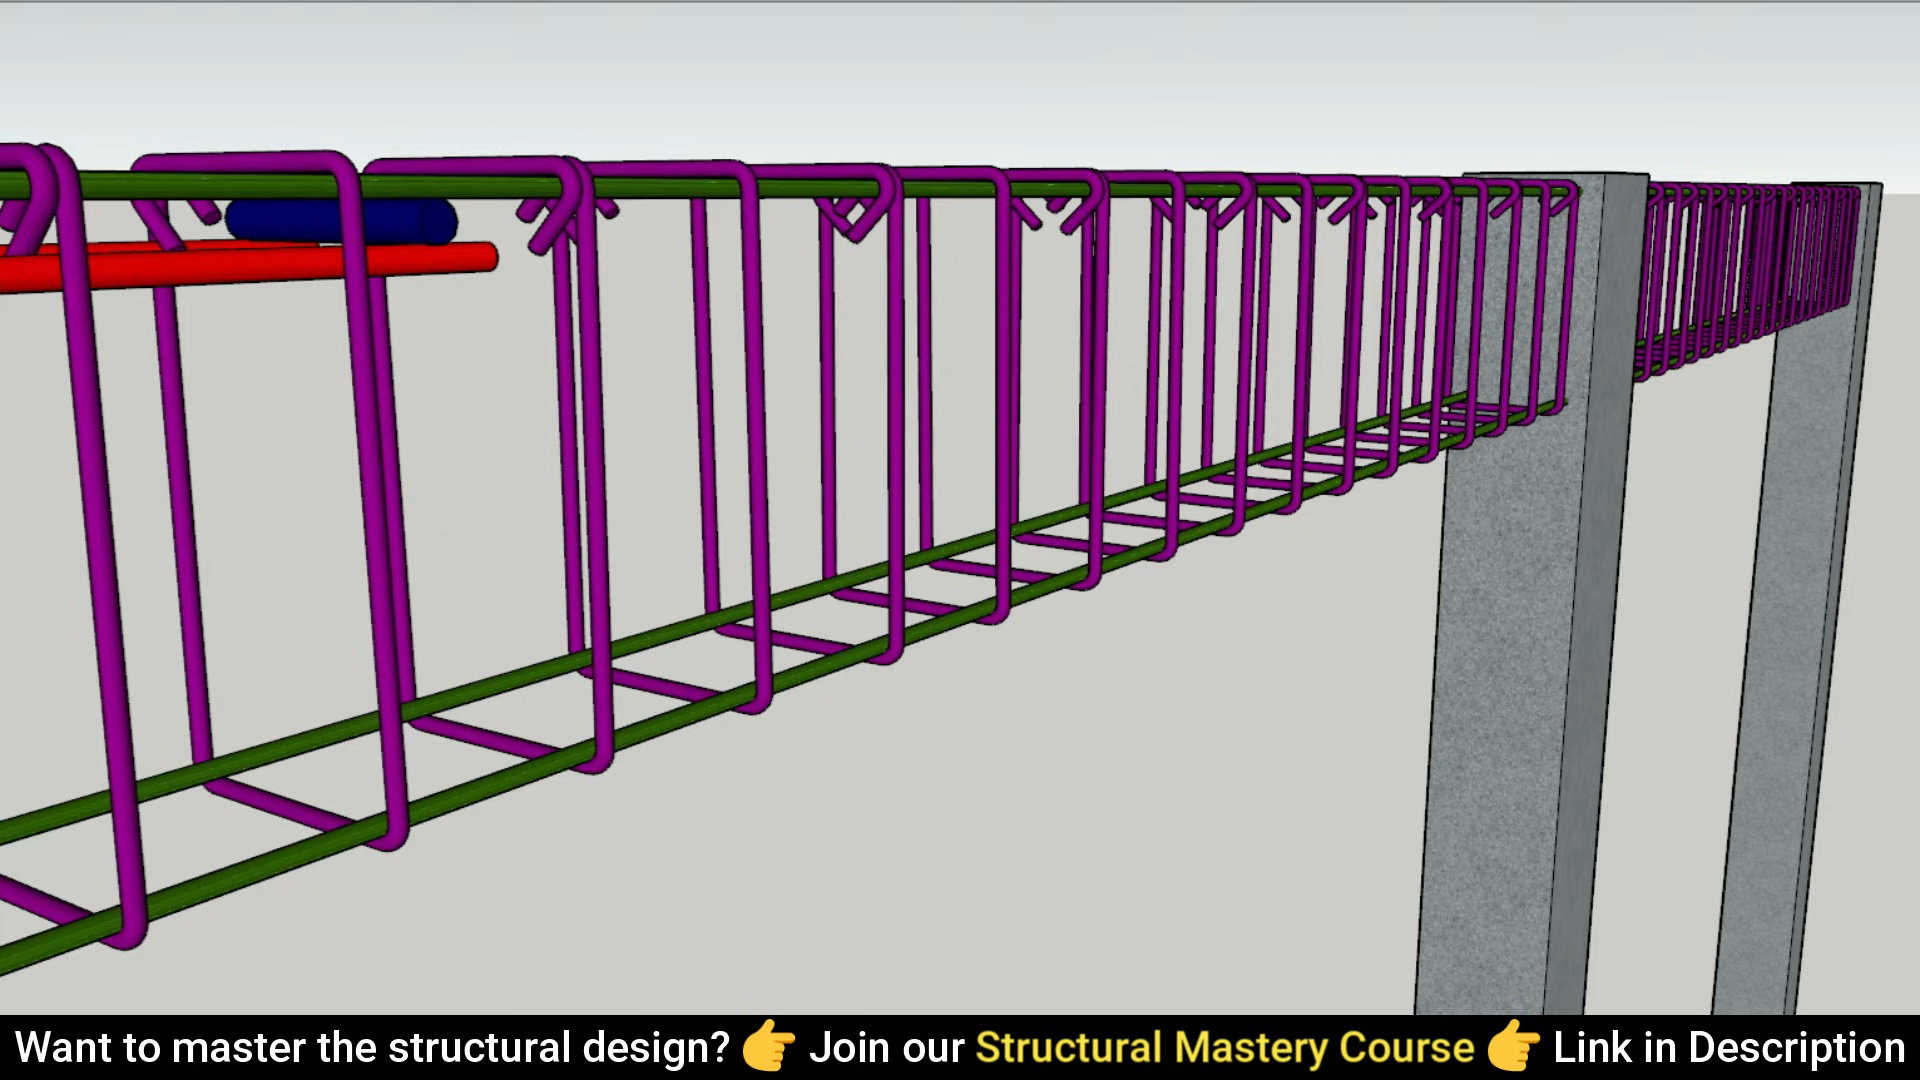 Want to master the structural design? 👉 Join our Structural Mastery Course 👉 Link in Description